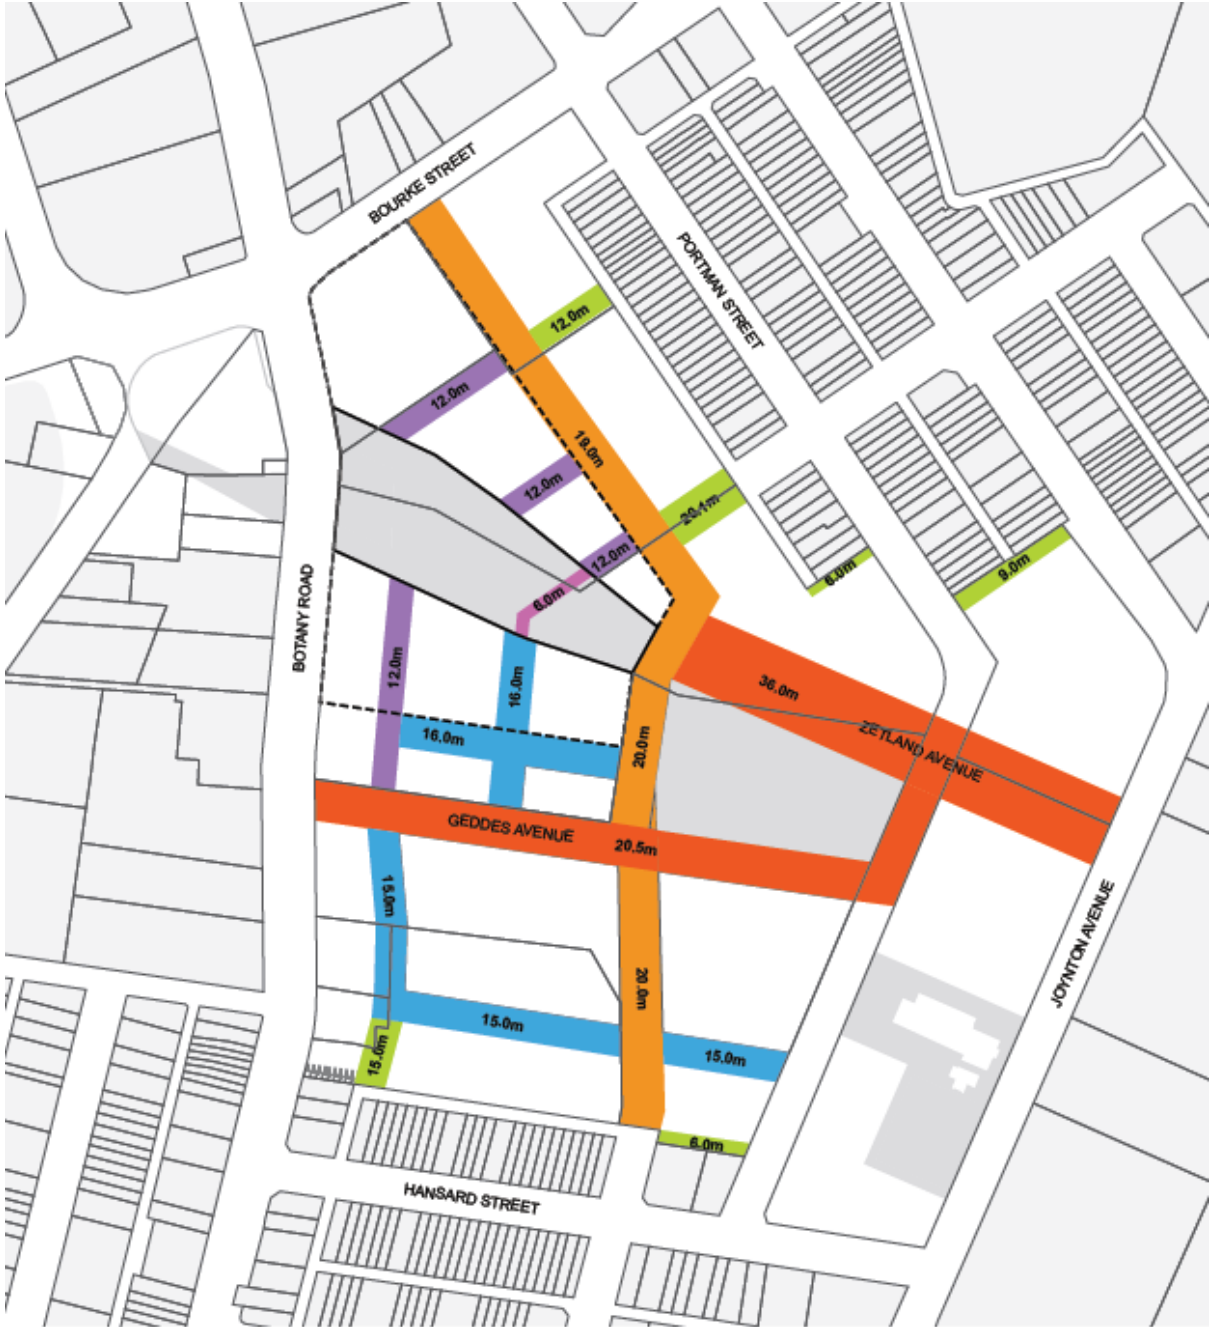 BOURKE STREET
PORTMAN STREET
12.0m
12.0m
19.0m
12.0m
20.1m
12.0m
6.0m
6.0m
9.0m
BOTANY ROAD
12.0m
16.0m
36.0m
16.0m
20.0m
ZETLAND AVENUE
GEDDES AVENUE
20.5m
15.0m
JOYNTON AVENUE
20.0m
15.0m
15.0m
15.0m
6.0m
HANSARD STREET